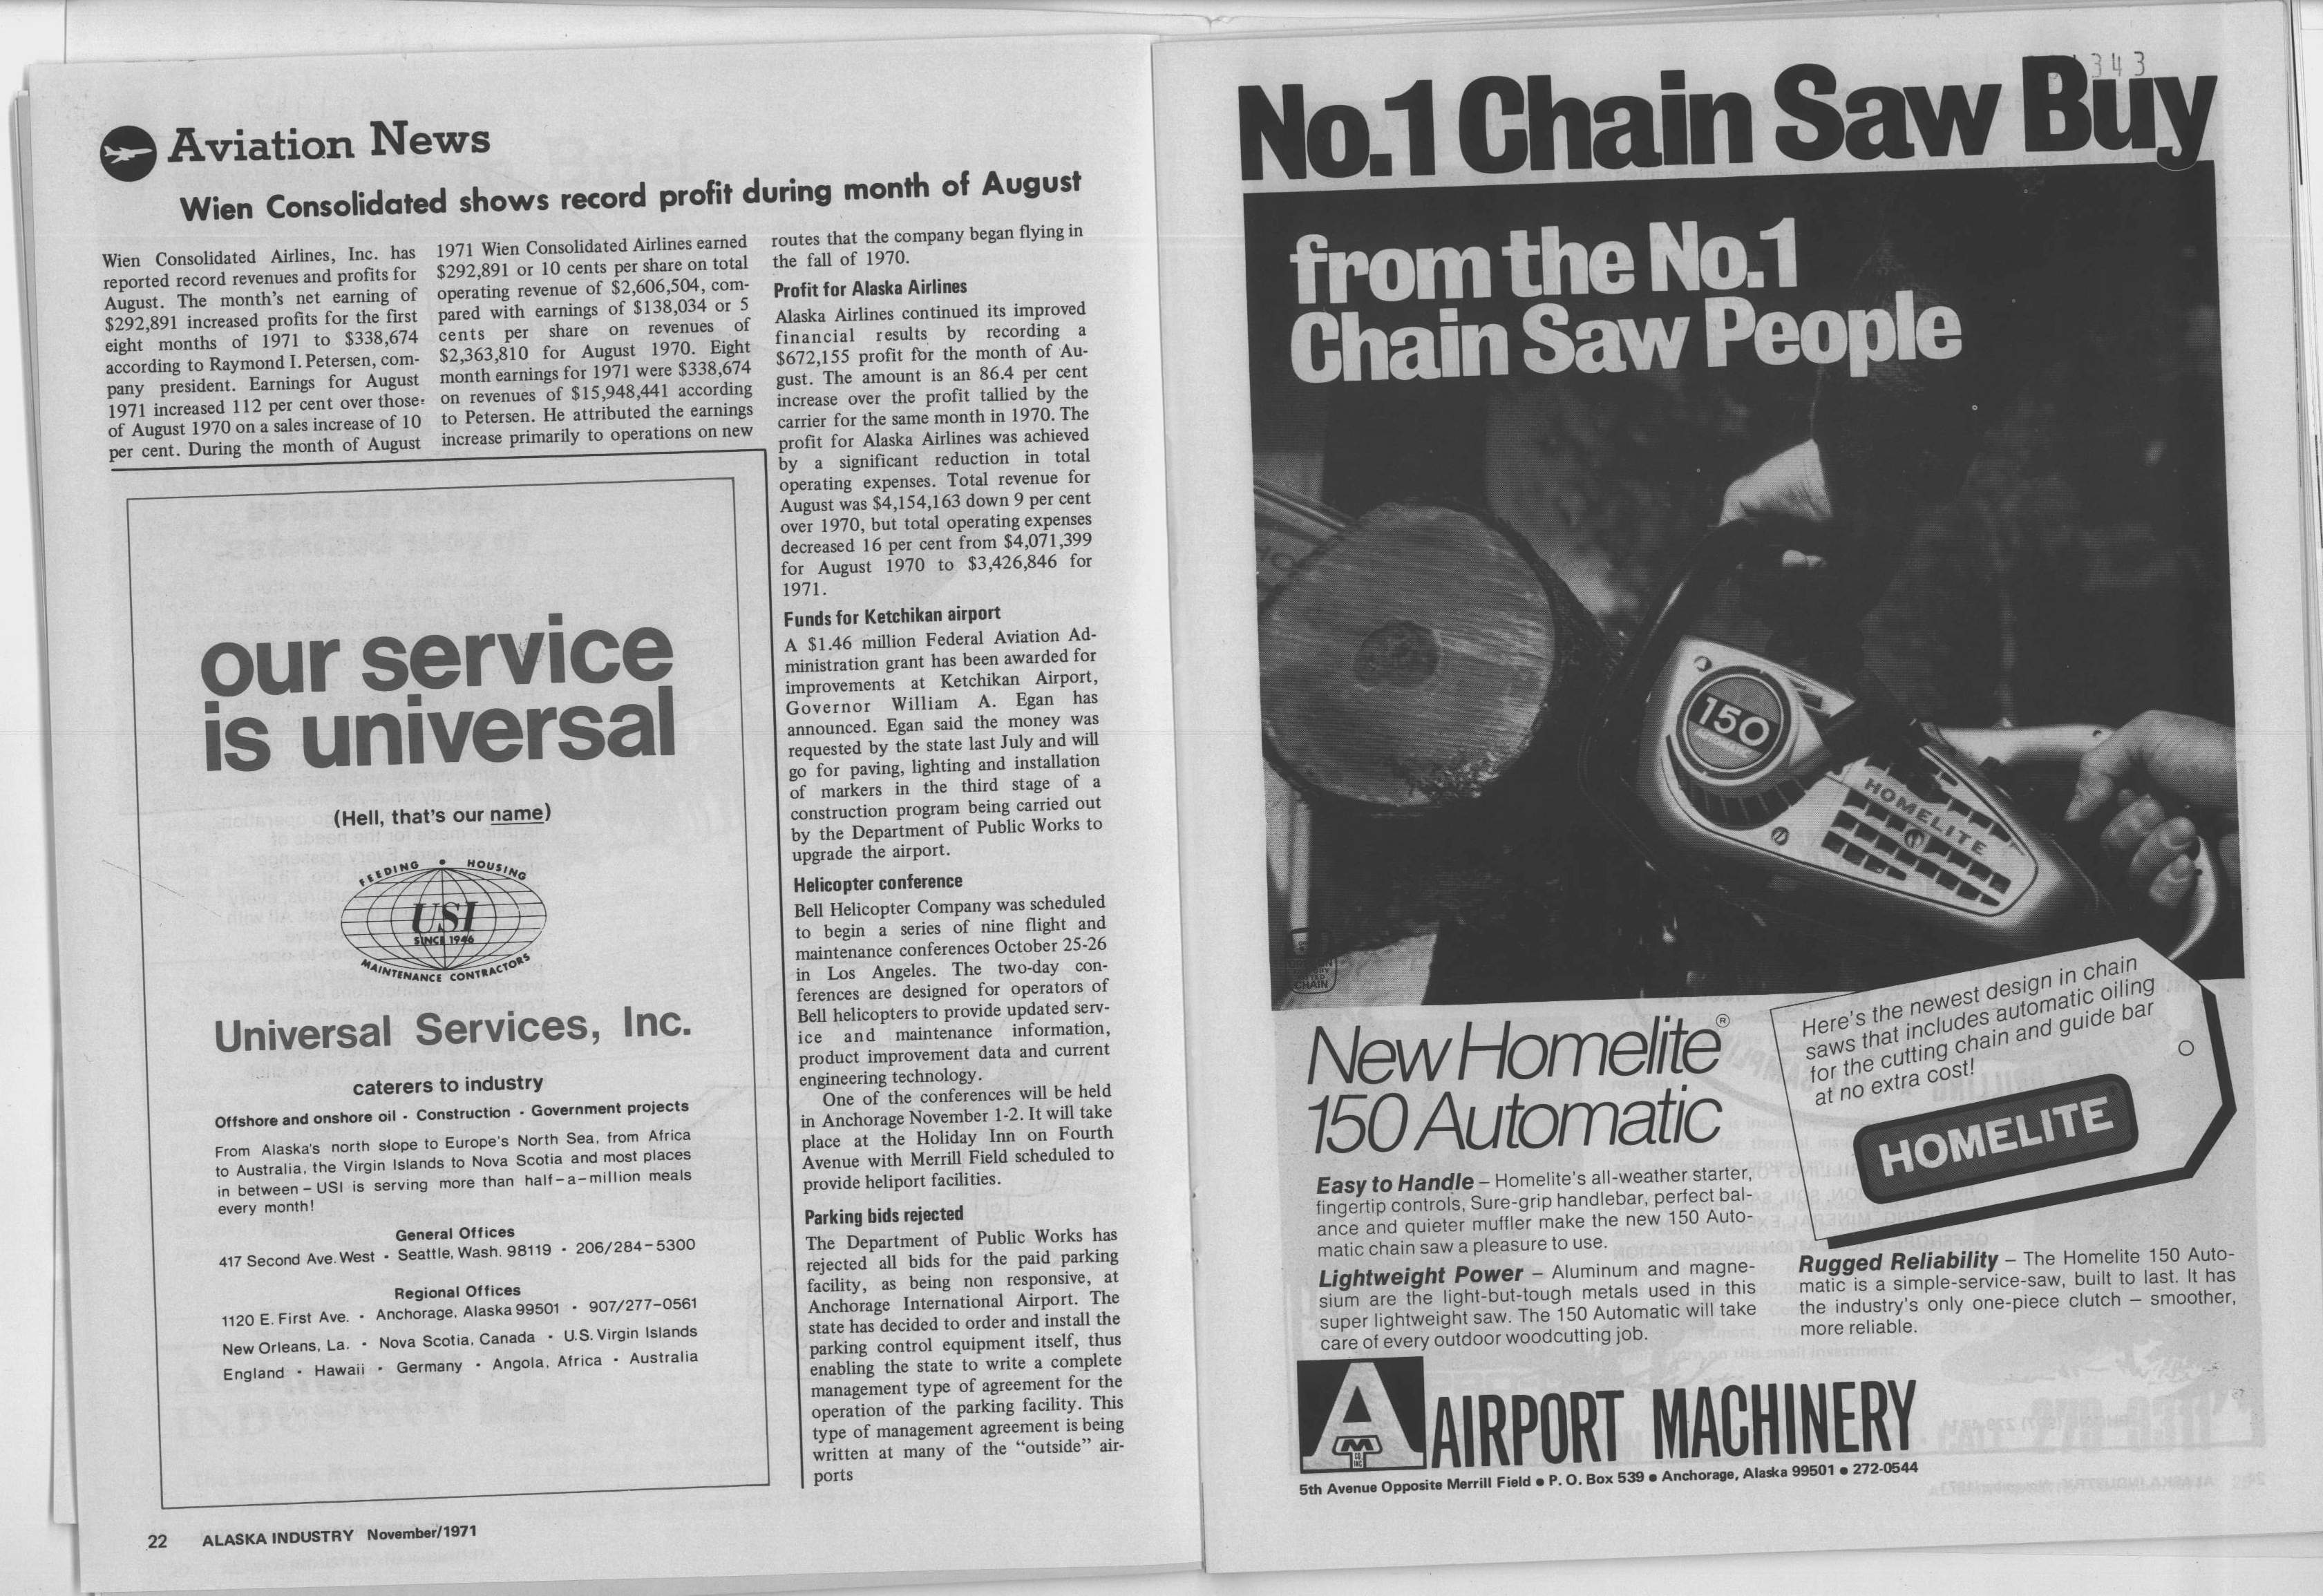 Aviation News
Wien Consolidated shows record profit during month of August
Wien Consolidated Airlines, Inc. has
reported record revenues and profits for
August. The month's net earning of
$292,891 increased profits for the first
eight months of 1971 to $338,674
according to Raymond I. Petersen, com-
pany president. Earnings for August
1971 increased 112 per cent over those
of August 1970 on a sales increase of 10
per cent. During the month of August
1971 Wien Consolidated Airlines earned
$292,891 or 10 cents per share on total
operating revenue of $2,606,504, com-
pared with earnings of $138,034 or 5
cents per share on revenues of
$2,363,810 for August 1970. Eight
month earnings for 1971 were $338,674
on revenues of $15,948,441 according
to Petersen. He attributed the earnings
increase primarily to operations on new
routes that the company began flying in
the fall of 1970.
Profit for Alaska Airlines
Alaska Airlines continued its improved
financial results by recording a
$672,155 profit for the month of Au-
gust. The amount is an 86.4 per cent
increase over the profit tallied by the
carrier for the same month in 1970. The
profit for Alaska Airlines was achieved
by a significant reduction in total
operating expenses. Total revenue for
August was $4,154,163 down 9 per cent
over 1970, but total operating expenses
decreased 16 per cent from $4,071,399
for August 1970 to $3,426,846 for
1971.
Funds for Ketchikan airport
A $1.46 million Federal Aviation Ad-
ministration grant has been awarded for
improvements at Ketchikan Airport,
Governor William A. Egan has
announced. Egan said the money was
requested by the state last July and will
go for paving, lighting and installation
of markers in the third stage of a
construction program being carried out
by the Department of Public Works to
upgrade the airport.
Helicopter conference
Bell Helicopter Company was scheduled
to begin a series of nine flight and
maintenance conferences October 25-26
in Los Angeles. The two-day con-
ferences are designed for operators of
Bell helicopters to provide updated serv-
ice and maintenance information,
product improvement data and current
engineering technology.
One of the conferences will be held
in Anchorage November 1-2. It will take
place at the Holiday Inn on Fourth
Avenue with Merrill Field scheduled to
provide heliport facilities.
Parking bids rejected
The Department of Public Works has
rejected all bids for the paid parking
facility, as being non responsive, at
Anchorage International Airport. The
state has decided to order and install the
parking control equipment itself, thus
enabling the state to write a complete
management type of agreement for the
operation of the parking facility. This
type of management agreement is being
written at many of the "outside" air-
ports
our service
is universal
(Hell, that's our name)
FEEDING • HOUSING
USI
SINCE 1946
MAINTENANCE CONTRACTORS
Universal Services, Inc.
caterers to industry
Offshore and onshore oil • Construction • Government projects
From Alaska's north slope to Europe's North Sea, from Africa
to Australia, the Virgin Islands to Nova Scotia and most places
in between – USI is serving more than half-a-million meals
every month!
General Offices
417 Second Ave. West • Seattle, Wash. 98119 • 206/284-5300
Regional Offices
1120 E. First Ave. • Anchorage, Alaska 99501 • 907/277-0561
New Orleans, La. • Nova Scotia, Canada • U.S. Virgin Islands
England • Hawaii • Germany • Angola, Africa • Australia
22 ALASKA INDUSTRY November/1971
343
No.1 Chain Saw Buy
from the No.1
Chain Saw People
150
AUTOMATIC
HOMELITE
CHAIN
New Homelite®
150 Automatic
Here's the newest design in chain
saws that includes automatic oiling
for the cutting chain and guide bar
at no extra cost!
HOMELITE
Easy to Handle – Homelite's all-weather starter,
fingertip controls, Sure-grip handlebar, perfect bal-
ance and quieter muffler make the new 150 Auto-
matic chain saw a pleasure to use.
Lightweight Power – Aluminum and magne-
sium are the light-but-tough metals used in this
super lightweight saw. The 150 Automatic will take
care of every outdoor woodcutting job.
Rugged Reliability – The Homelite 150 Auto-
matic is a simple-service-saw, built to last. It has
the industry's only one-piece clutch – smoother,
more reliable.
A
M
CO
INC
AIRPORT MACHINERY
5th Avenue Opposite Merrill Field • P. O. Box 539 • Anchorage, Alaska 99501 • 272-0544